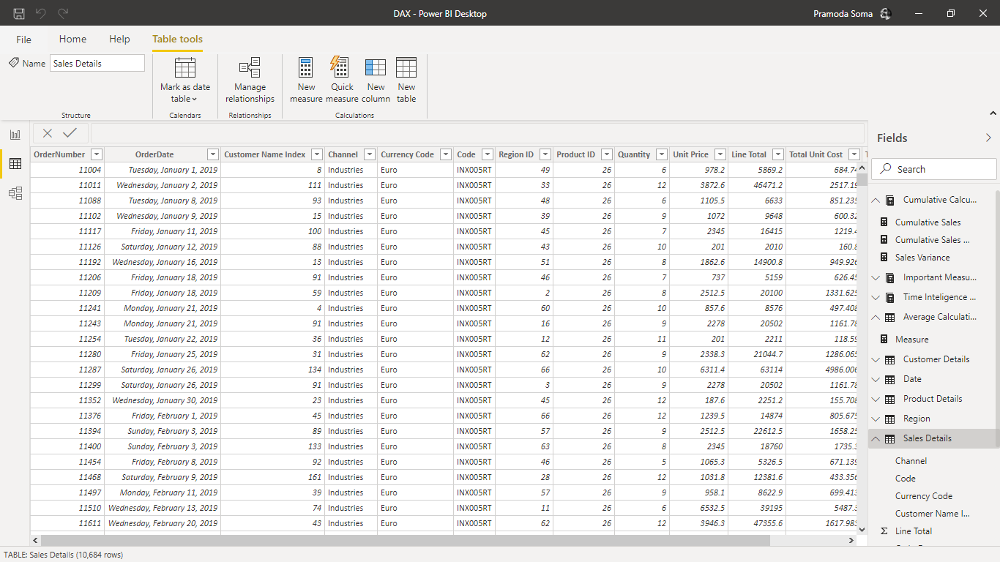 DAX - Power BI Desktop
Pramoda Soma
File Home Help Table tools
Name Sales Details
Mark as date table
Manage relationships
New measure
Quick measure
New column
New table
Structure Calendars Relationships Calculations
OrderNumber OrderDate Customer Name Index Channel Currency Code Code Region ID Product ID Quantity Unit Price Line Total Total Unit Cost T
11004 Tuesday, January 1, 2019 8 Industries Euro INX005RT 49 26 6 978.2 5869.2 684.74
11011 Wednesday, January 2, 2019 111 Industries Euro INX005RT 33 26 12 3872.6 46471.2 2517.19
11088 Tuesday, January 8, 2019 93 Industries Euro INX005RT 48 26 6 1105.5 6633 851.235
11102 Wednesday, January 9, 2019 15 Industries Euro INX005RT 39 26 9 1072 9648 600.32
11117 Friday, January 11, 2019 100 Industries Euro INX005RT 45 26 7 2345 16415 1219.4
11126 Saturday, January 12, 2019 88 Industries Euro INX005RT 43 26 10 201 2010 160.8
11192 Wednesday, January 16, 2019 13 Industries Euro INX005RT 51 26 8 1862.6 14900.8 949.926
11206 Friday, January 18, 2019 91 Industries Euro INX005RT 46 26 7 737 5159 626.45
11209 Friday, January 18, 2019 59 Industries Euro INX005RT 2 26 8 2512.5 20100 1331.625
11241 Monday, January 21, 2019 4 Industries Euro INX005RT 60 26 10 857.6 8576 497.408
11243 Monday, January 21, 2019 91 Industries Euro INX005RT 16 26 9 2278 20502 1161.78
11254 Tuesday, January 22, 2019 36 Industries Euro INX005RT 12 26 11 201 2211 118.59
11280 Friday, January 25, 2019 31 Industries Euro INX005RT 62 26 9 2338.3 21044.7 1286.065
11287 Saturday, January 26, 2019 134 Industries Euro INX005RT 66 26 10 6311.4 63114 4986.006
11299 Saturday, January 26, 2019 91 Industries Euro INX005RT 3 26 9 2278 20502 1161.78
11352 Wednesday, January 30, 2019 23 Industries Euro INX005RT 45 26 12 187.6 2251.2 155.708
11376 Friday, February 1, 2019 45 Industries Euro INX005RT 66 26 12 1239.5 14874 805.675
11394 Sunday, February 3, 2019 89 Industries Euro INX005RT 57 26 9 2512.5 22612.5 1658.25
11400 Sunday, February 3, 2019 133 Industries Euro INX005RT 63 26 8 2345 18760 1735.3
11454 Friday, February 8, 2019 92 Industries Euro INX005RT 46 26 5 1065.3 5326.5 671.139
11468 Saturday, February 9, 2019 161 Industries Euro INX005RT 28 26 12 1031.8 12381.6 433.356
11497 Monday, February 11, 2019 39 Industries Euro INX005RT 57 26 9 958.1 8622.9 699.413
11510 Wednesday, February 13, 2019 74 Industries Euro INX005RT 11 26 6 6532.5 39195 5487.3
11611 Wednesday, February 20, 2019 43 Industries Euro INX005RT 62 26 12 3946.3 47355.6 1617.983
Fields
Search
Cumulative Calcu...
Cumulative Sales
Cumulative Sales ...
Sales Variance
Important Measu...
Time Inteligence ...
Average Calculati...
Measure
Customer Details
Date
Product Details
Region
Sales Details
Channel
Code
Currency Code
Customer Name I...
Line Total
TABLE: Sales Details (10,684 rows)